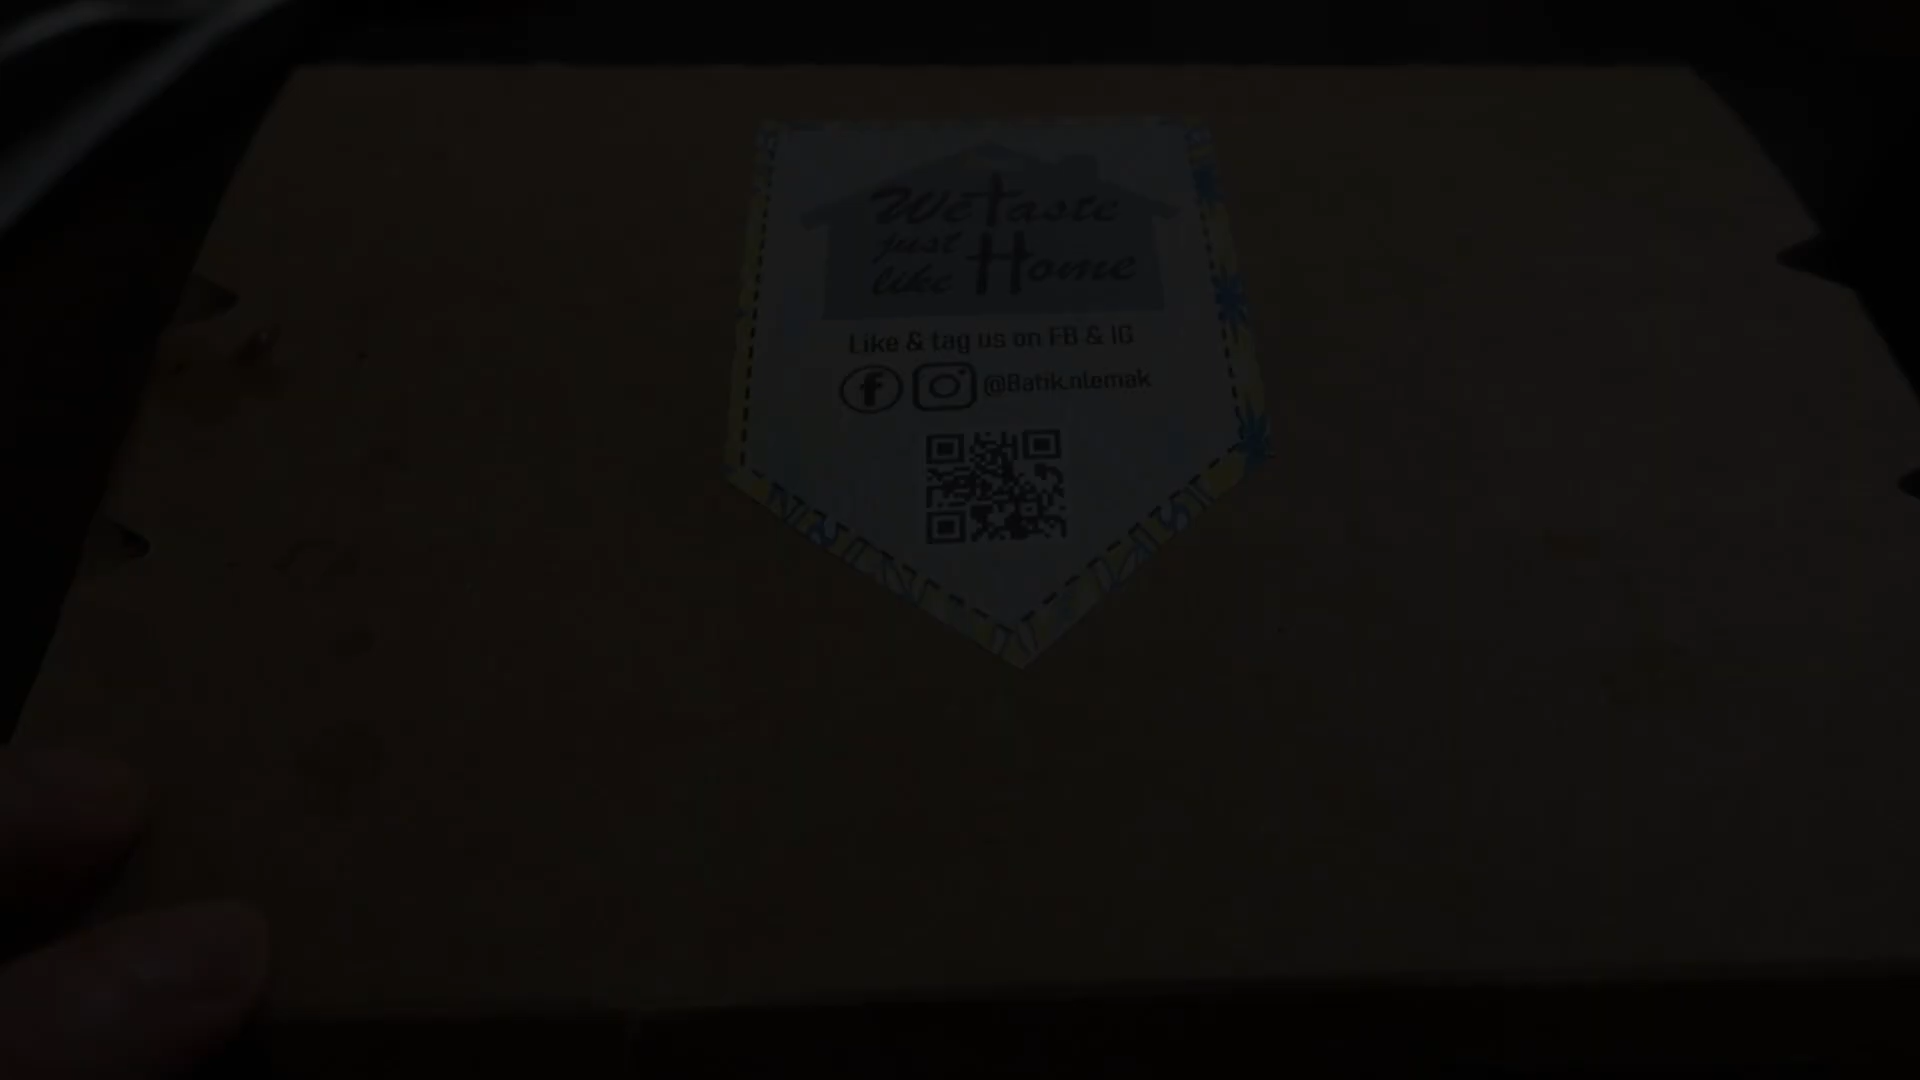 We taste
just
like Home
Like & tag us on FB & IG
@Batik.nlemak